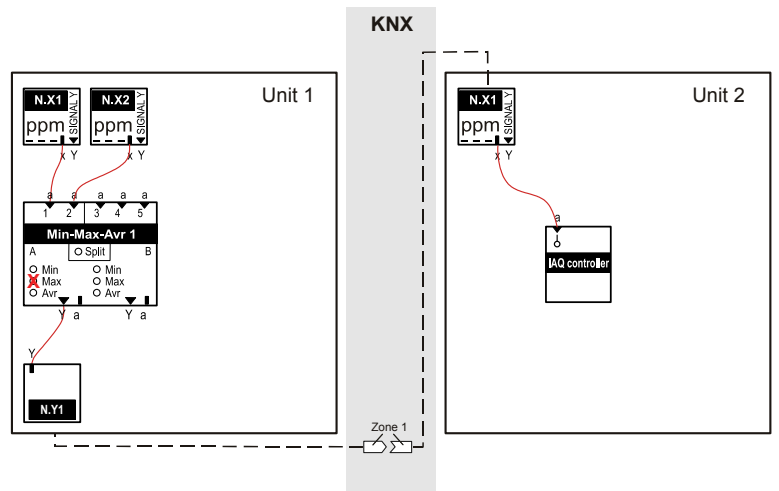 KNX
Unit 1
Unit 2
N.X1
ppm
SIGNAL Y
x Y
N.X2
ppm
SIGNAL Y
x Y
N.X1
ppm
SIGNAL Y
x Y
a a a a a
1 2 3 4 5
Min-Max-Avr 1
A Split B
Min Min
Max Max
Avr Avr
Y a Y a
Y
N.Y1
a
IAQ controller
Zone 1